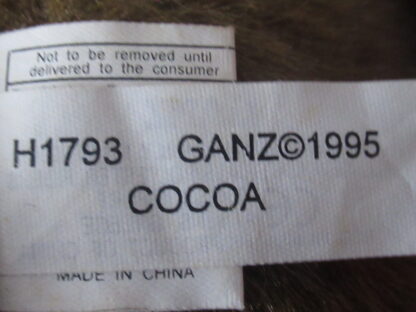 Not to be removed until
delivered to the consumer
H1793 GANZ©1995
COCOA
MADE IN CHINA